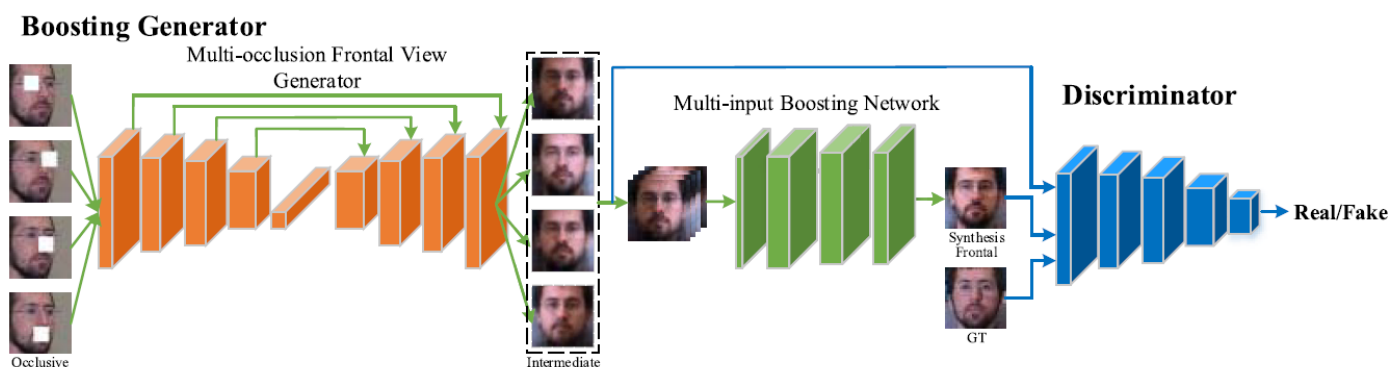 Boosting Generator
Multi-occlusion Frontal View
Generator
Multi-input Boosting Network
Discriminator
Real/Fake
Synthesis
Frontal
GT
Occlusive
Intermediate